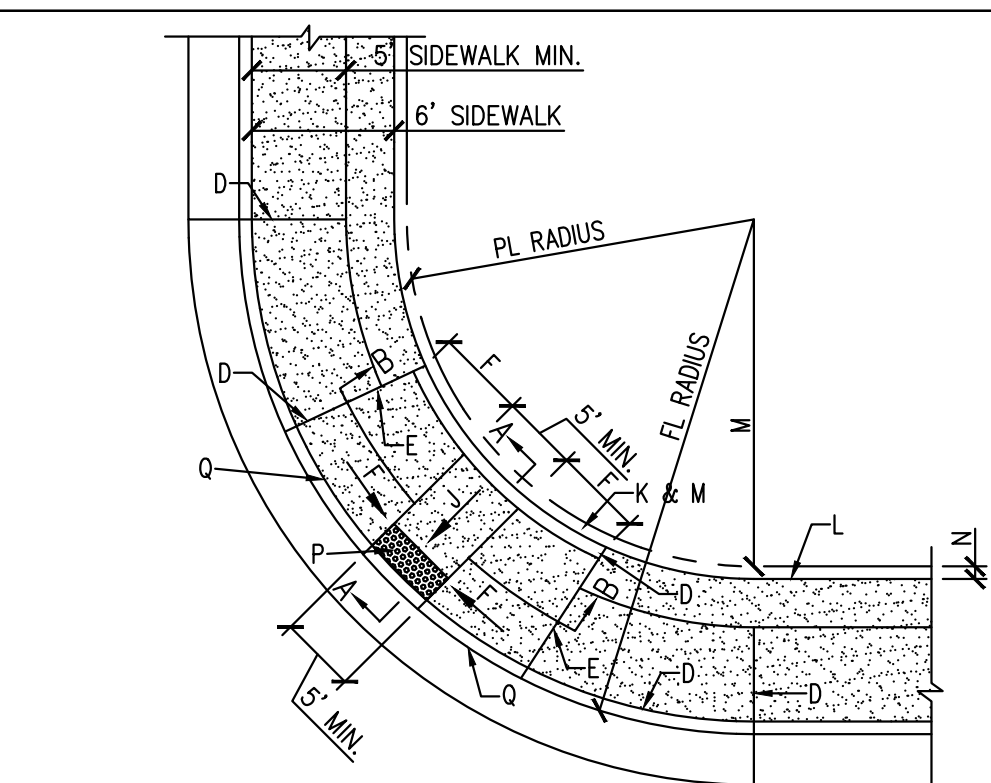 5' SIDEWALK MIN.
6' SIDEWALK
D
PL RADIUS
D
B
F
FL RADIUS
M
5' MIN.
A
E
Q
F
F
K & M
J
L
N
P
A
F
B
D
E
D
D
Q
5' MIN.